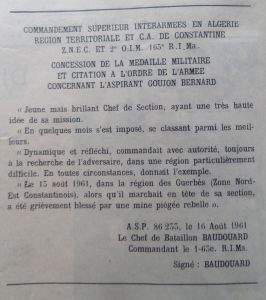 COMMANDEMENT SUPERIEUR INTERARMEES EN ALGERIE
REGION TERRITORIALE ET C.A. DE CONSTANTINE
Z.N.E.C. ET 2e O.I.M. 165e R.I.Ma.
CONCESSION DE LA MEDAILLE MILITAIRE
ET CITATION A L'ORDRE DE L'ARMEE
CONCERNANT L'ASPIRANT GOUJON BERNARD
« Jeune mais brillant Chef de Section, ayant une très haute
idée de sa mission.
« En quelques mois s'est imposé, se classant parmi les meil-
leurs.
« Dynamique et réfléchi, commandait avec autorité, toujours
à la recherche de l'adversaire, dans une région particulièrement
difficile. En toutes circonstances, donnait l'exemple.
« Le 15 août 1961, dans la région des Guerbès (Zone Nord-
Est Constantinois), alors qu'il marchait en tête de sa section,
a été grièvement blessé par une mine piégée rebelle ».
A.S.P. 86 255, le 16 Août 1961
Le Chef de Bataillon BAUDOUARD
Commandant le 1-65e. R.I.Ma.
Signé : BAUDOUARD